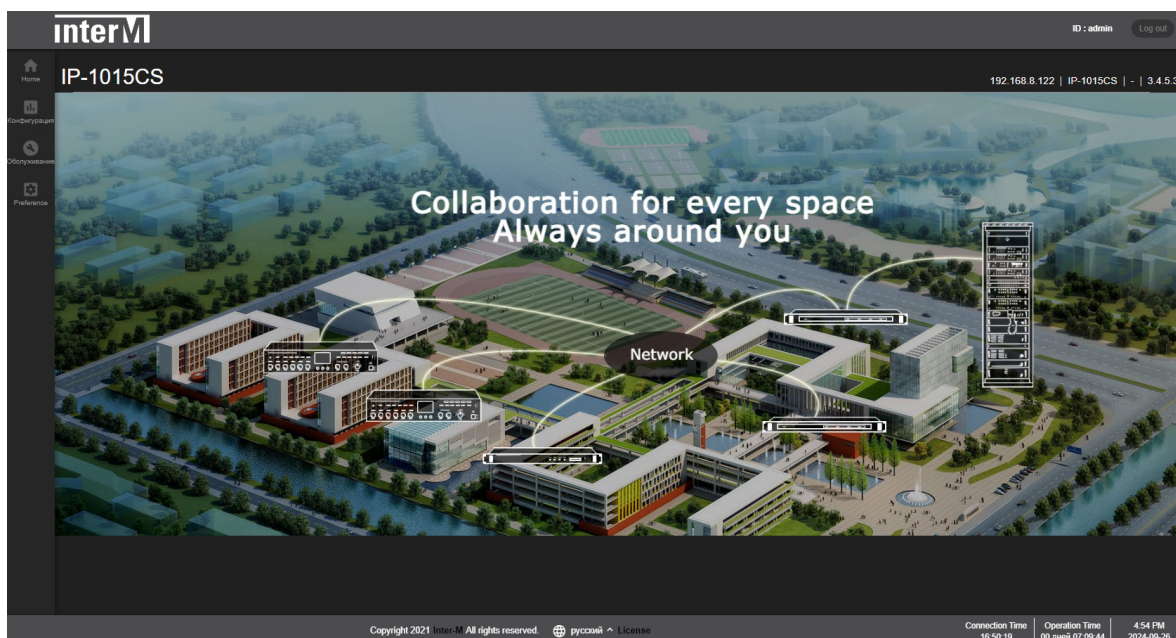 interM
ID : admin
Log out
Home
IP-1015CS
192.168.8.122 | IP-1015CS | - | 3.4.5.3
Конфигурация
Обслуживание
Preference
Collaboration for every space
Always around you
Network
Copyright 2021 Inter-M All rights reserved.
русский
License
Connection Time
16:50:19
Operation Time
00 дней 07:09:44
4:54 PM
2024-04-26